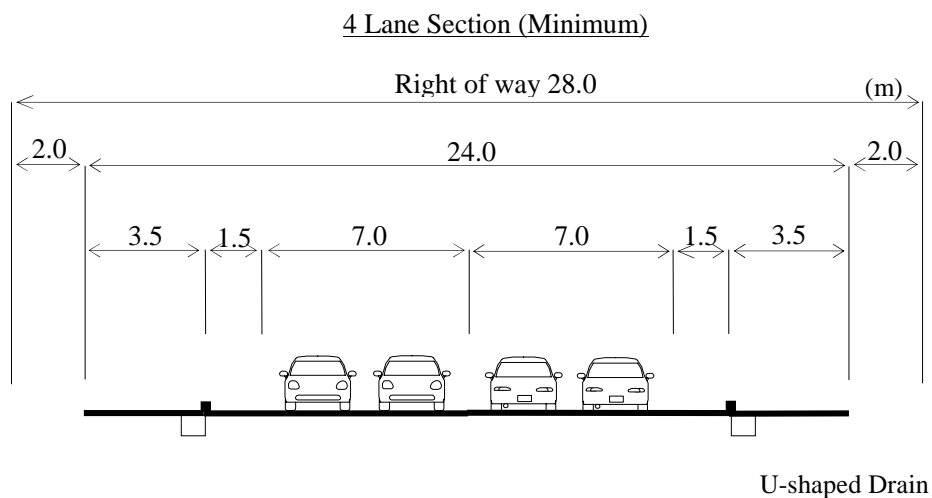 4 Lane Section (Minimum)
Right of way 28.0 (m)
2.0 24.0 2.0
3.5 1.5 7.0 7.0 1.5 3.5
U-shaped Drain